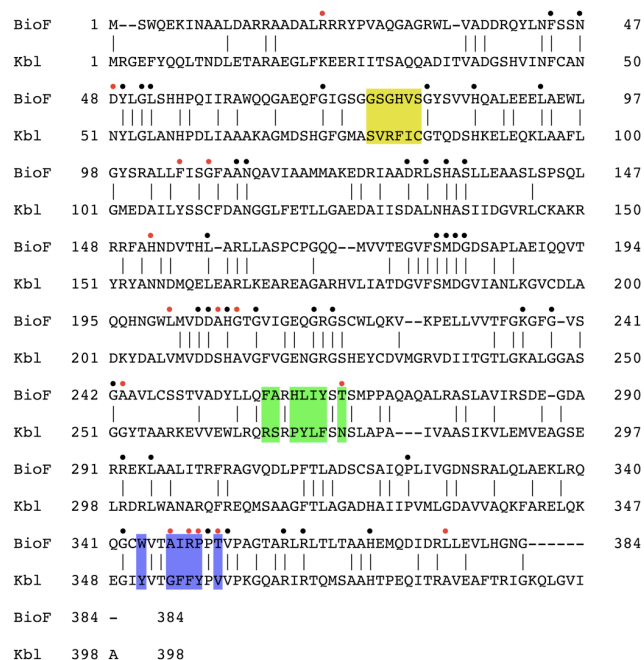 BioF 1 M--SWQEKINAALDARRAADALRRRYPVAQGAGRWL-VADDRQYLNFSSN 47
Kbl 1 MRGEFYQQLTNDLETARAEGLFKEERIITSAQQADITVADGSHVINFCAN 50
BioF 48 DYLGLSHHPQIIRAWQQGAEQFGIGSGGSGHVSGYSVVHQALEEELAEWL 97
Kbl 51 NYLGLANHPDLIAAAKAGMDSHGFGMASVRFICGTQDSHKELEQKLAAFL 100
BioF 98 GYSRALLFISGFAANQAVIAAMMAKEDRIAADRLSHASLLEAASLSPSQL 147
Kbl 101 GMEDAILYSSCFDANGGLFETLLGAEDAIISDALNHASIIDGVRLCKAKR 150
BioF 148 RRFAHNDVTHL-ARLLASPCPGQQ--MVVTEGVFSMDGDSAPLAEIQQVT 194
Kbl 151 YRYANNDMQELEARLKEAREAGARHVLIATDGVFSMDGVIANLKGVCDLA 200
BioF 195 QQHNGWLMVDDAHGTGVIGEQGRGSCWLQKV--KPELLVVTFGKGFG-VS 241
Kbl 201 DKYDALVMVDDSHAVGFVGENGRGSHEYCDVMGRVDIITGTLGKALGGAS 250
BioF 242 GAAVLCSSTVADYLLQFARHLIYSTSMPPAQAQALRASLAVIRSDE-GDA 290
Kbl 251 GGYTAARKEVVEWLRQRSRPYLFSNSLAPA---IVAASIKVLEMVEAGSE 297
BioF 291 RREKLAALITRFRAGVQDLPFTLADSCSAIQPLIVGDNSRALQLAEKLRQ 340
Kbl 298 LRDRLWANARQFREQMSAAGFTLAGADHAIIPVMLGDAVVAQKFARELQK 347
BioF 341 QGCWVTAIRPPTVPAGTARLRLTLTAAHEMQDIDRLLEVLHGNG------ 384
Kbl 348 EGIYVTGFFYPVVPKGQARIRTQMSAAHTPEQITRAVEAFTRIGKQLGVI
BioF 384 - 384
Kbl 398 A 398